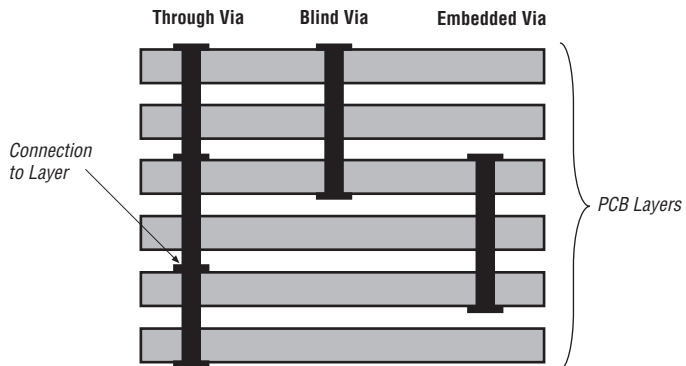 Through Via
Blind Via
Embedded Via
Connection
to Layer
PCB Layers